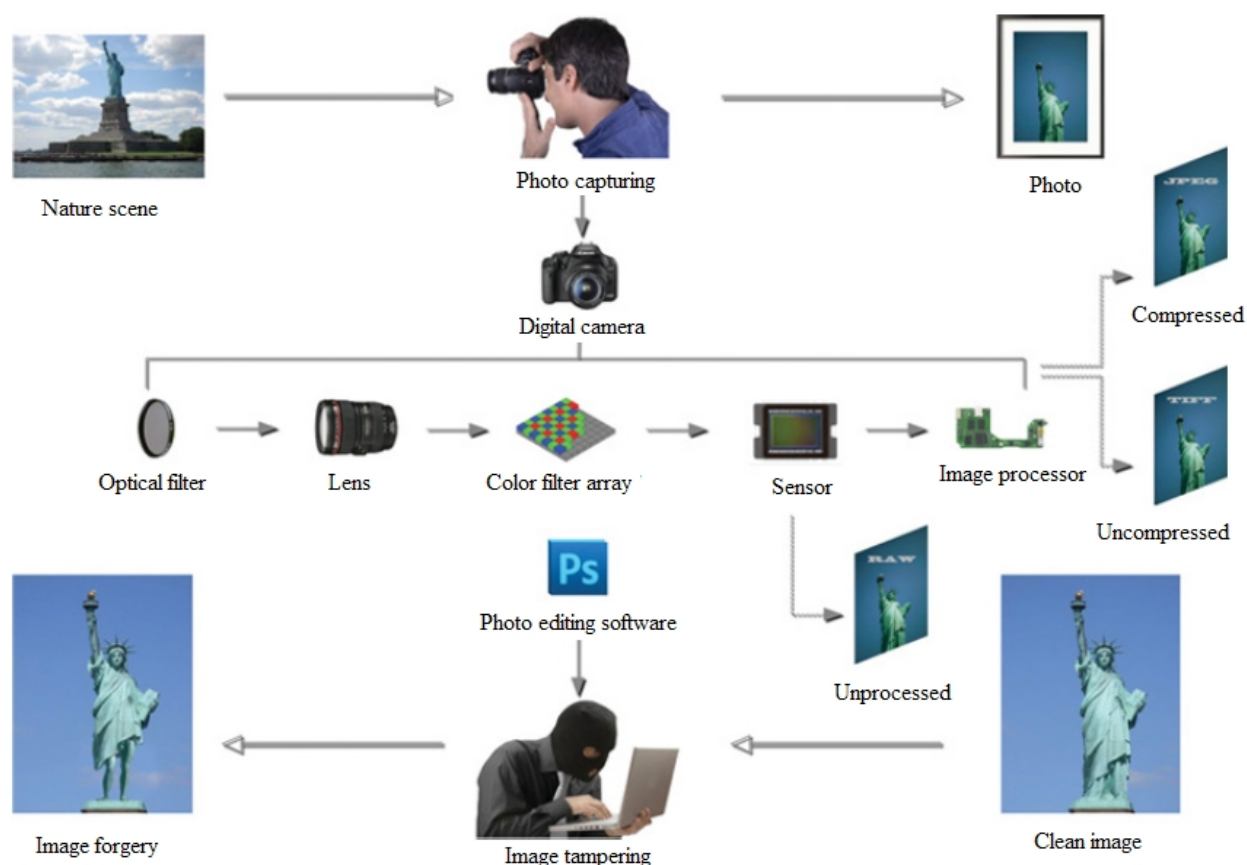 Nature scene
Photo capturing
Photo
JPEG
Compressed
Digital camera
TIFF
Optical filter
Lens
Color filter array
Sensor
Image processor
Uncompressed
Ps
Photo editing software
RAW
Unprocessed
Image forgery
Image tampering
Clean image